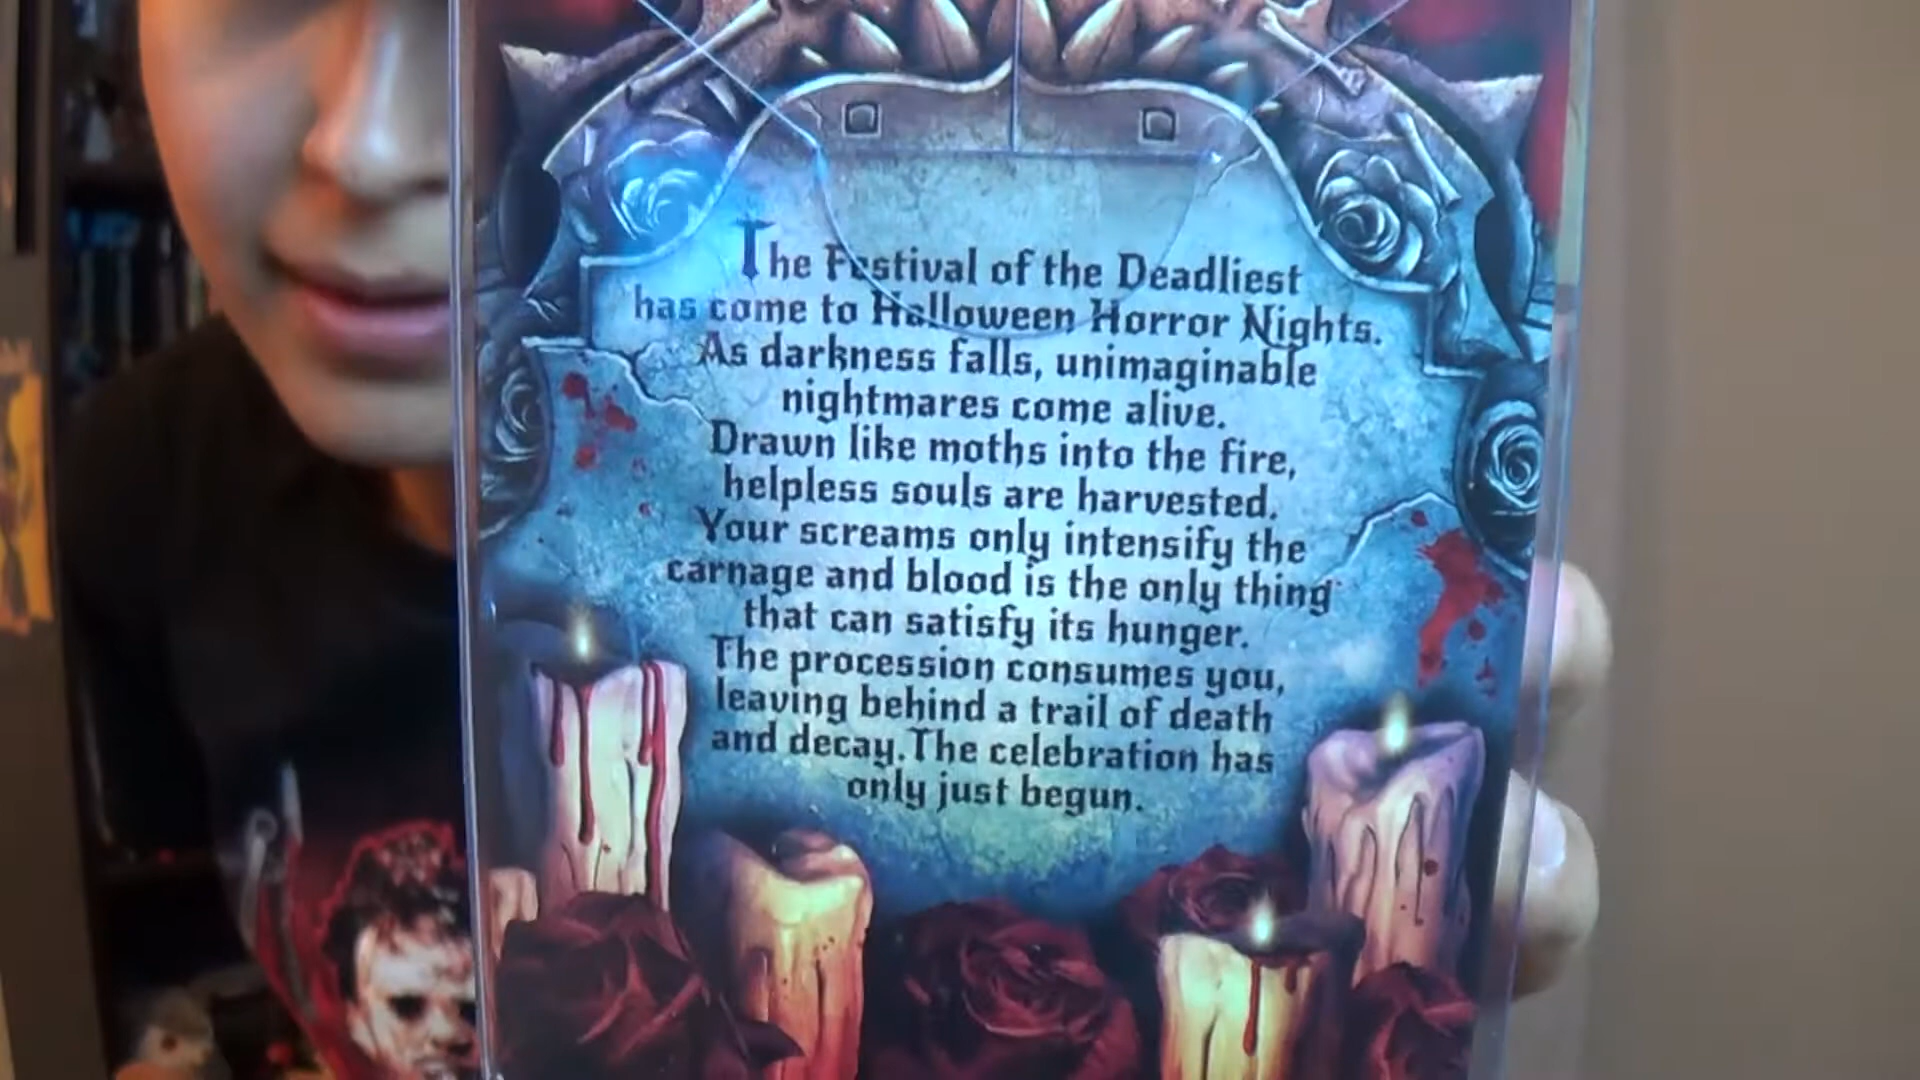 The Festival of the Deadliest
has come to Halloween Horror Nights.
As darkness falls, unimaginable
nightmares come alive.
Drawn like moths into the fire,
helpless souls are harvested.
Your screams only intensify the
carnage and blood is the only thing
that can satisfy its hunger.
The procession consumes you,
leaving behind a trail of death
and decay.The celebration has
only just begun.